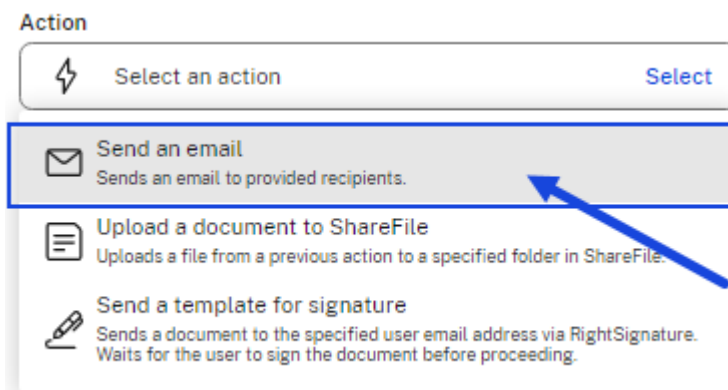 Action
Select an action Select
Send an email
Sends an email to provided recipients.
Upload a document to ShareFile
Uploads a file from a previous action to a specified folder in ShareFile.
Send a template for signature
Sends a document to the specified user email address via RightSignature.
Waits for the user to sign the document before proceeding.